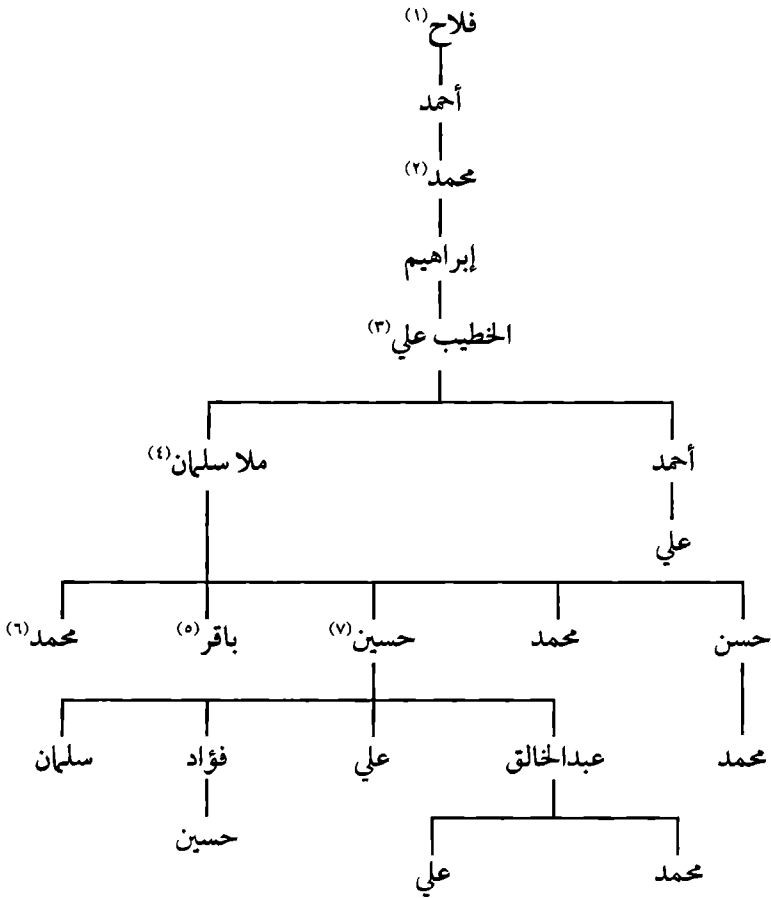 فلاح(١)
أحمد
محمد(٢)
إبراهيم
الخطيب علي(٣)
أحمد ملا سلمان(٤)
علي
حسن محمد حسين(٧) باقر(٥) محمد(٦)
محمد عبدالخالق علي فؤاد سلمان
حسين
محمد علي